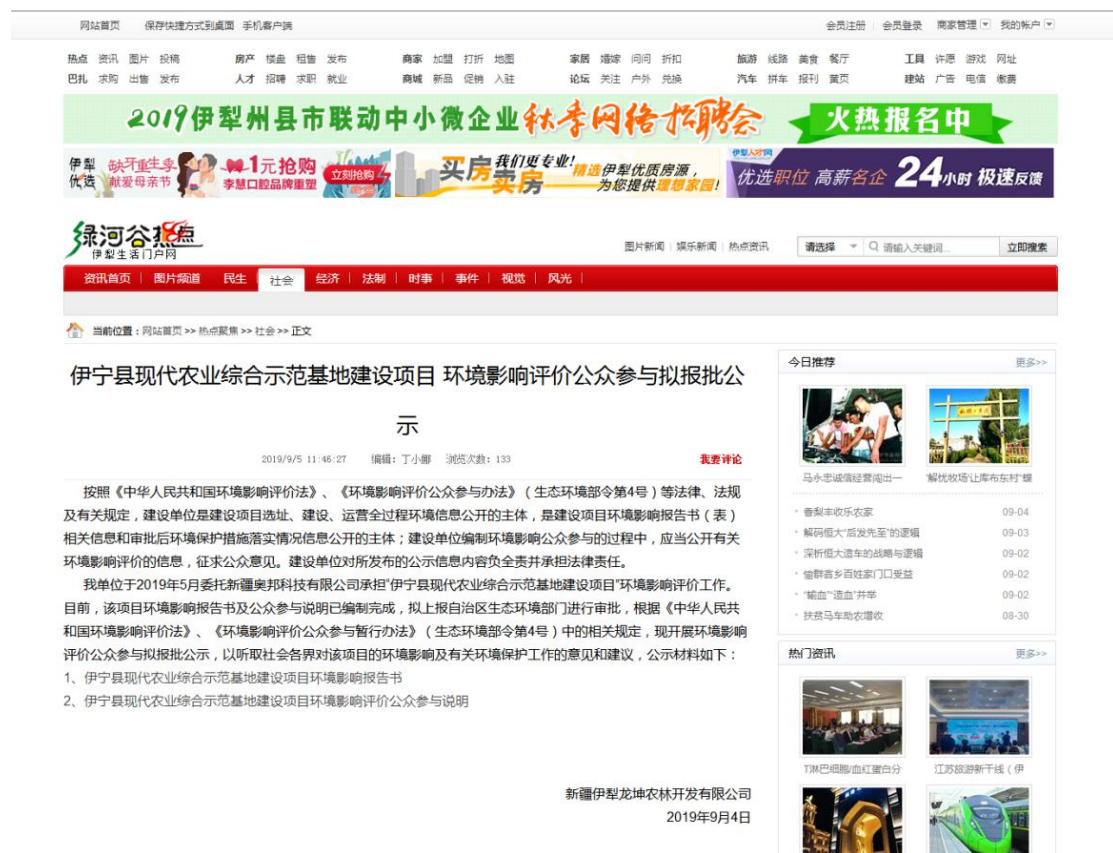 网站首页 保存快捷方式到桌面 手机客户端 会员注册 会员登录 商家管理 我的帐户
热点 资讯 图片 投稿 房产 楼盘 租售 发布 商家 加盟 打折 地图 家居 婚嫁 问问 折扣 旅游 线路 美食 餐厅 工具 许愿 游戏 网址
巴扎 求购 出售 发布 人才 招聘 求职 就业 商城 新品 促销 入驻 论坛 关注 户外 兑换 汽车 拼车 报刊 黄页 建站 广告 电信 缴费
2019伊犁州县市联动中小微企业秋季网络招聘会 火热报名中
伊犁优选 缺牙重生季 献爱母亲节 1元抢购 李慧口腔品牌重塑 立刻抢购
买房卖房 我们更专业! 精选伊犁优质房源, 为您提供理想家园!
伊犁人才网 优选职位 高薪名企 24小时 极速反馈
绿河谷热点
伊犁生活门户网
图片新闻 | 娱乐新闻 | 热点资讯 请选择 请输入关键词... 立即搜索
资讯首页 | 图片频道 民生 | 社会 经济 | 法制 | 时事 | 事件 | 视觉 | 风光 |
当前位置:网站首页 >> 热点聚焦 >> 社会 >> 正文
伊宁县现代农业综合示范基地建设项目 环境影响评价公众参与拟报批公
示
2019/9/5 11:46:27 编辑:丁小娜 浏览次数:133 我要评论
按照《中华人民共和国环境影响评价法》、《环境影响评价公众参与办法》(生态环境部令第4号)等法律、法规
及有关规定,建设单位是建设项目选址、建设、运营全过程环境信息公开的主体,是建设项目环境影响报告书(表)
相关信息和审批后环境保护措施落实情况信息公开的主体;建设单位编制环境影响公众参与的过程中,应当公开有关
环境影响评价的信息,征求公众意见。建设单位对所发布的公示信息内容负全责并承担法律责任。
我单位于2019年5月委托新疆奥邦科技有限公司承担"伊宁县现代农业综合示范基地建设项目"环境影响评价工作。
目前,该项目环境影响报告书及公众参与说明已编制完成,拟上报自治区生态环境部门进行审批,根据《中华人民共
和国环境影响评价法》、《环境影响评价公众参与暂行办法》(生态环境部令第4号)中的相关规定,现开展环境影响
评价公众参与拟报批公示,以听取社会各界对该项目的环境影响及有关环境保护工作的意见和建议,公示材料如下:
1、伊宁县现代农业综合示范基地建设项目环境影响报告书
2、伊宁县现代农业综合示范基地建设项目环境影响评价公众参与说明
新疆伊犁龙坤农林开发有限公司
2019年9月4日
今日推荐 更多>>
马永忠诚信经营闯出一 "解忧牧场"让库布东村"蝶
香梨丰收乐农家 09-04
解码恒大"后发先至"的逻辑 09-03
深析恒大造车的战略与逻辑 09-02
愉群翁乡百姓家门口受益 09-02
"输血""造血"并举 09-02
扶贫马车助农增收 08-30
热门资讯 更多>>
T淋巴细胞/血红蛋白分 江苏旅游新干线(伊